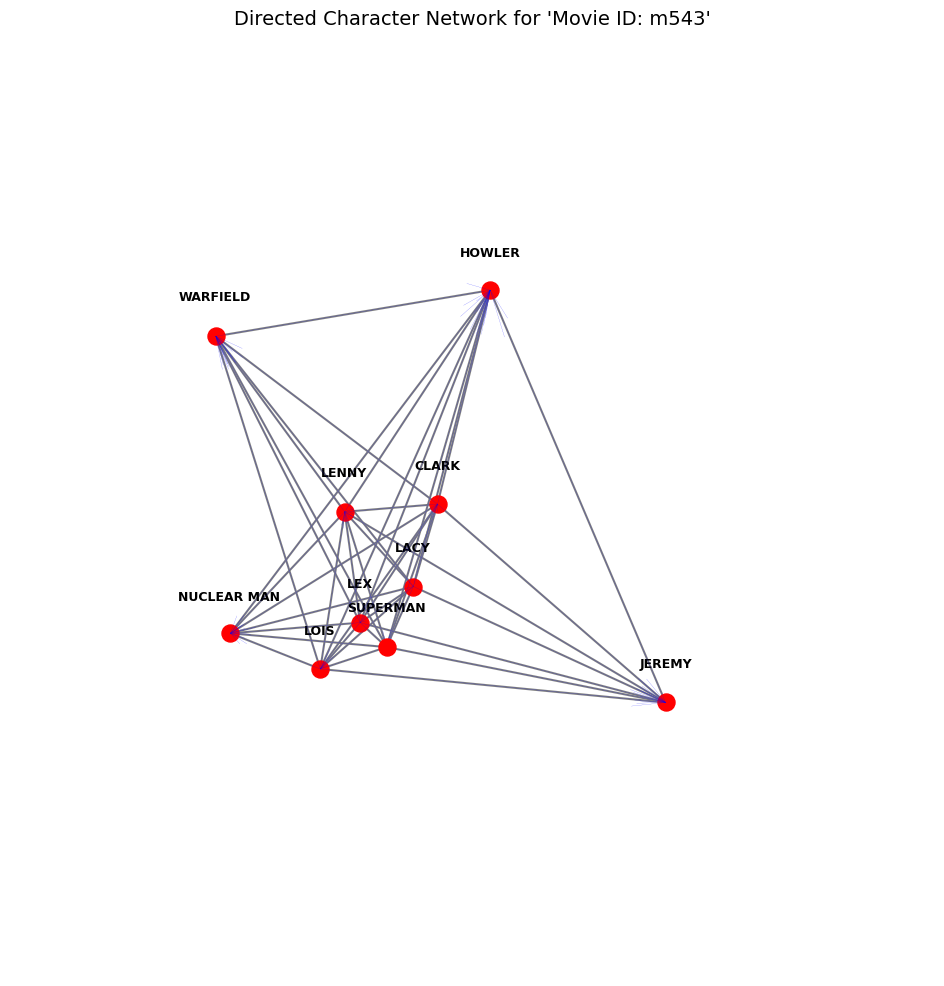 Directed Character Network for 'Movie ID: m543'
HOWLER
WARFIELD
CLARK
LENNY
LACY
LEX
NUCLEAR MAN
SUPERMAN
LOIS
JEREMY